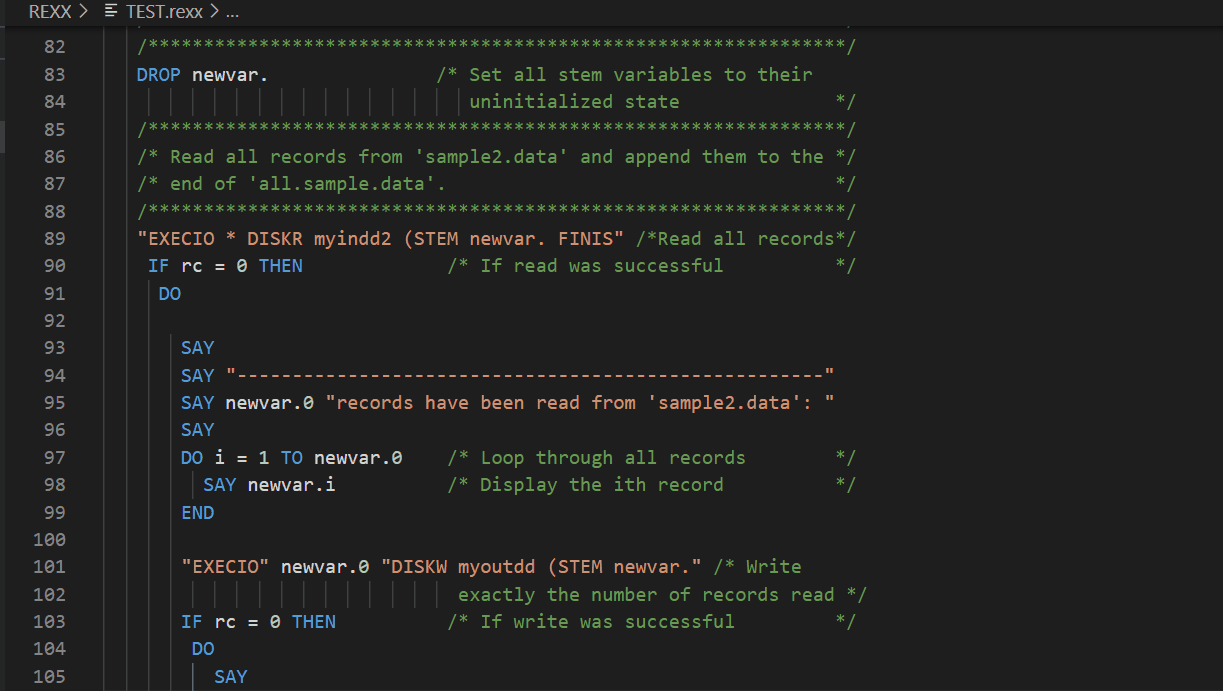 REXX > TEST.rexx > ...
82 /***************************************************************/
83 DROP newvar. /* Set all stem variables to their
84 uninitialized state */
85 /***************************************************************/
86 /* Read all records from 'sample2.data' and append them to the */
87 /* end of 'all.sample.data'. */
88 /***************************************************************/
89 "EXECIO * DISKR myindd2 (STEM newvar. FINIS" /*Read all records*/
90 IF rc = 0 THEN /* If read was successful */
91 DO
92
93 SAY
94 SAY "-----------------------------------------------------"
95 SAY newvar.0 "records have been read from 'sample2.data': "
96 SAY
97 DO i = 1 TO newvar.0 /* Loop through all records */
98 SAY newvar.i /* Display the ith record */
99 END
100
101 "EXECIO" newvar.0 "DISKW myoutdd (STEM newvar." /* Write
102 exactly the number of records read */
103 IF rc = 0 THEN /* If write was successful */
104 DO
105 SAY